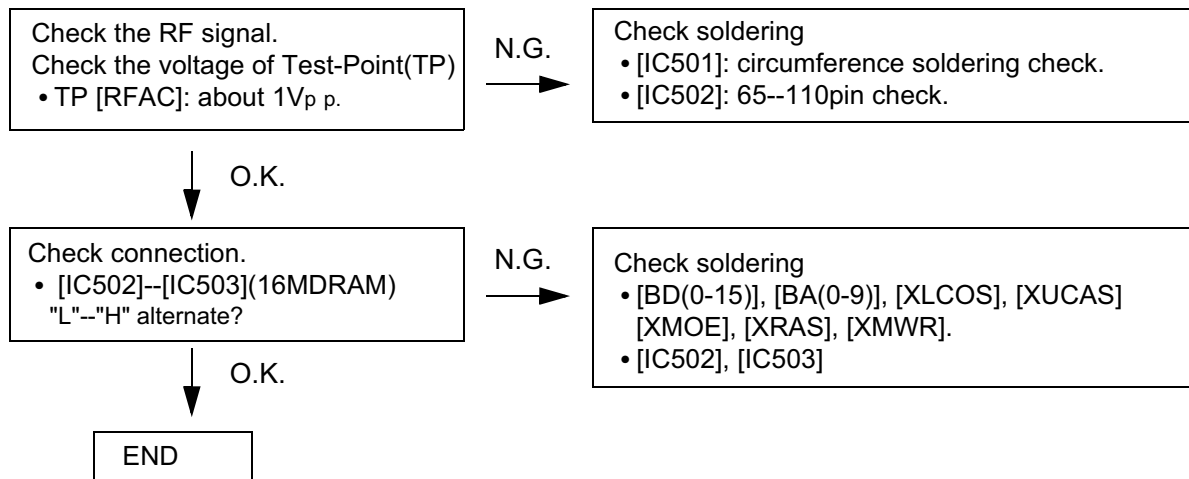 Check the RF signal.
Check the voltage of Test-Point(TP)
• TP [RFAC]: about 1Vp p.
N.G.
Check soldering
• [IC501]: circumference soldering check.
• [IC502]: 65--110pin check.
O.K.
Check connection.
• [IC502]--[IC503](16MDRAM)
"L"--"H" alternate?
N.G.
Check soldering
• [BD(0-15)], [BA(0-9)], [XLCOS], [XUCAS]
[XMOE], [XRAS], [XMWR].
• [IC502], [IC503]
O.K.
END